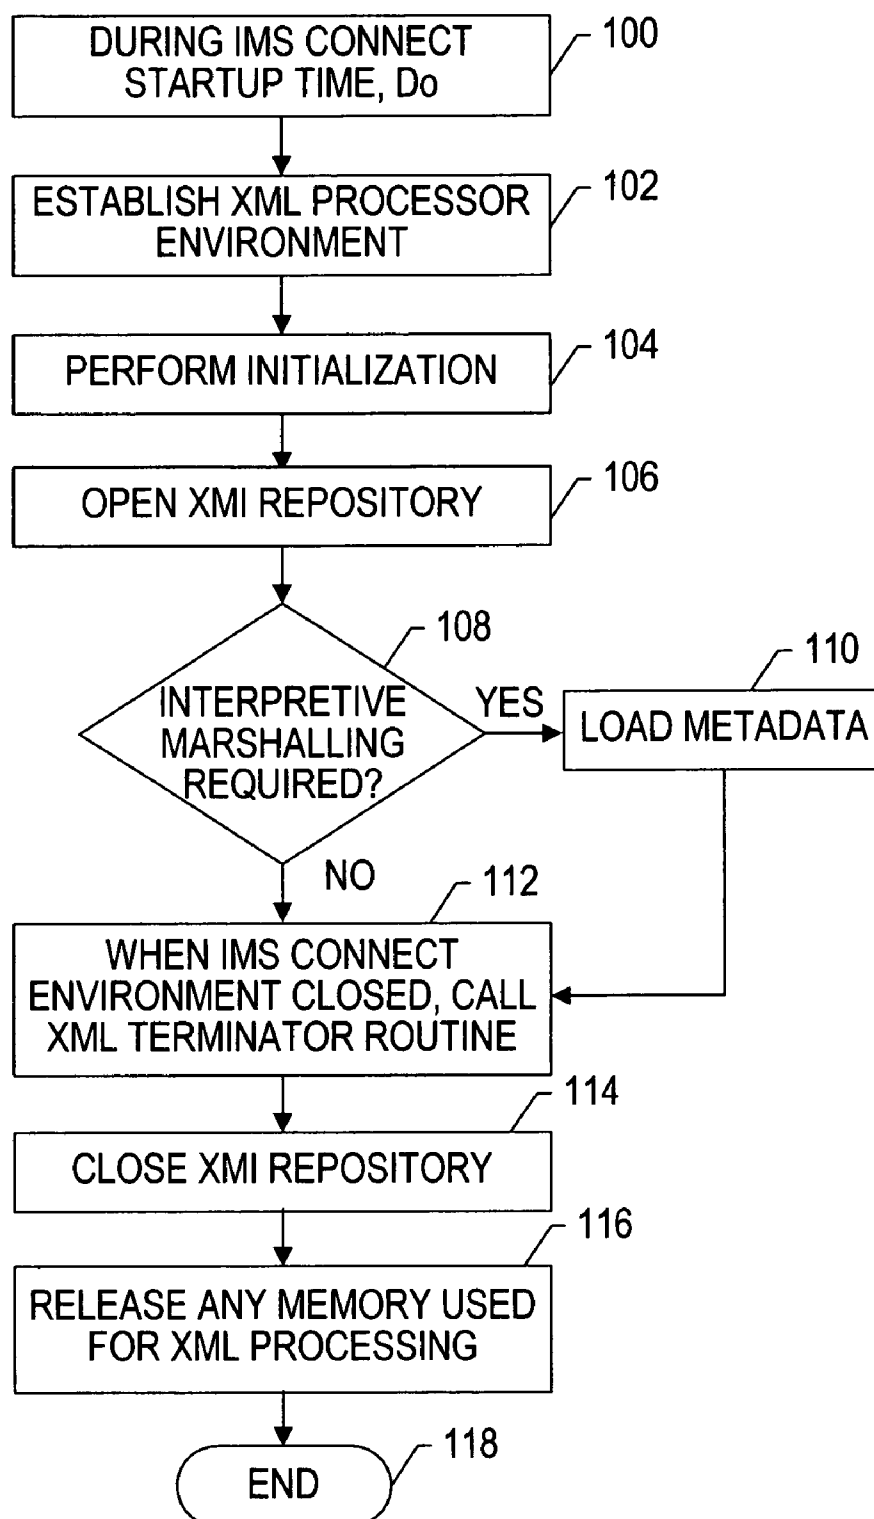 DURING IMS CONNECT
STARTUP TIME, Do
100
ESTABLISH XML PROCESSOR
ENVIRONMENT
102
PERFORM INITIALIZATION
104
OPEN XMI REPOSITORY
106
108
INTERPRETIVE
MARSHALLING
REQUIRED?
YES
110
LOAD METADATA
NO
112
WHEN IMS CONNECT
ENVIRONMENT CLOSED, CALL
XML TERMINATOR ROUTINE
114
CLOSE XMI REPOSITORY
116
RELEASE ANY MEMORY USED
FOR XML PROCESSING
118
END